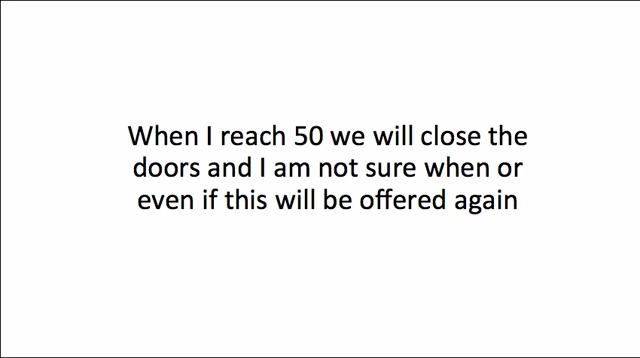 When I reach 50 we will close the
doors and I am not sure when or
even if this will be offered again